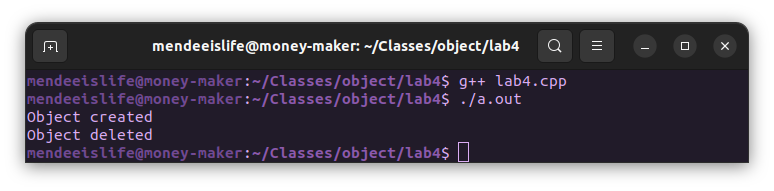 mendeeislife@money-maker: ~/Classes/object/lab4
mendeeislife@money-maker:~/Classes/object/lab4$ g++ lab4.cpp
mendeeislife@money-maker:~/Classes/object/lab4$ ./a.out
Object created
Object deleted
mendeeislife@money-maker:~/Classes/object/lab4$